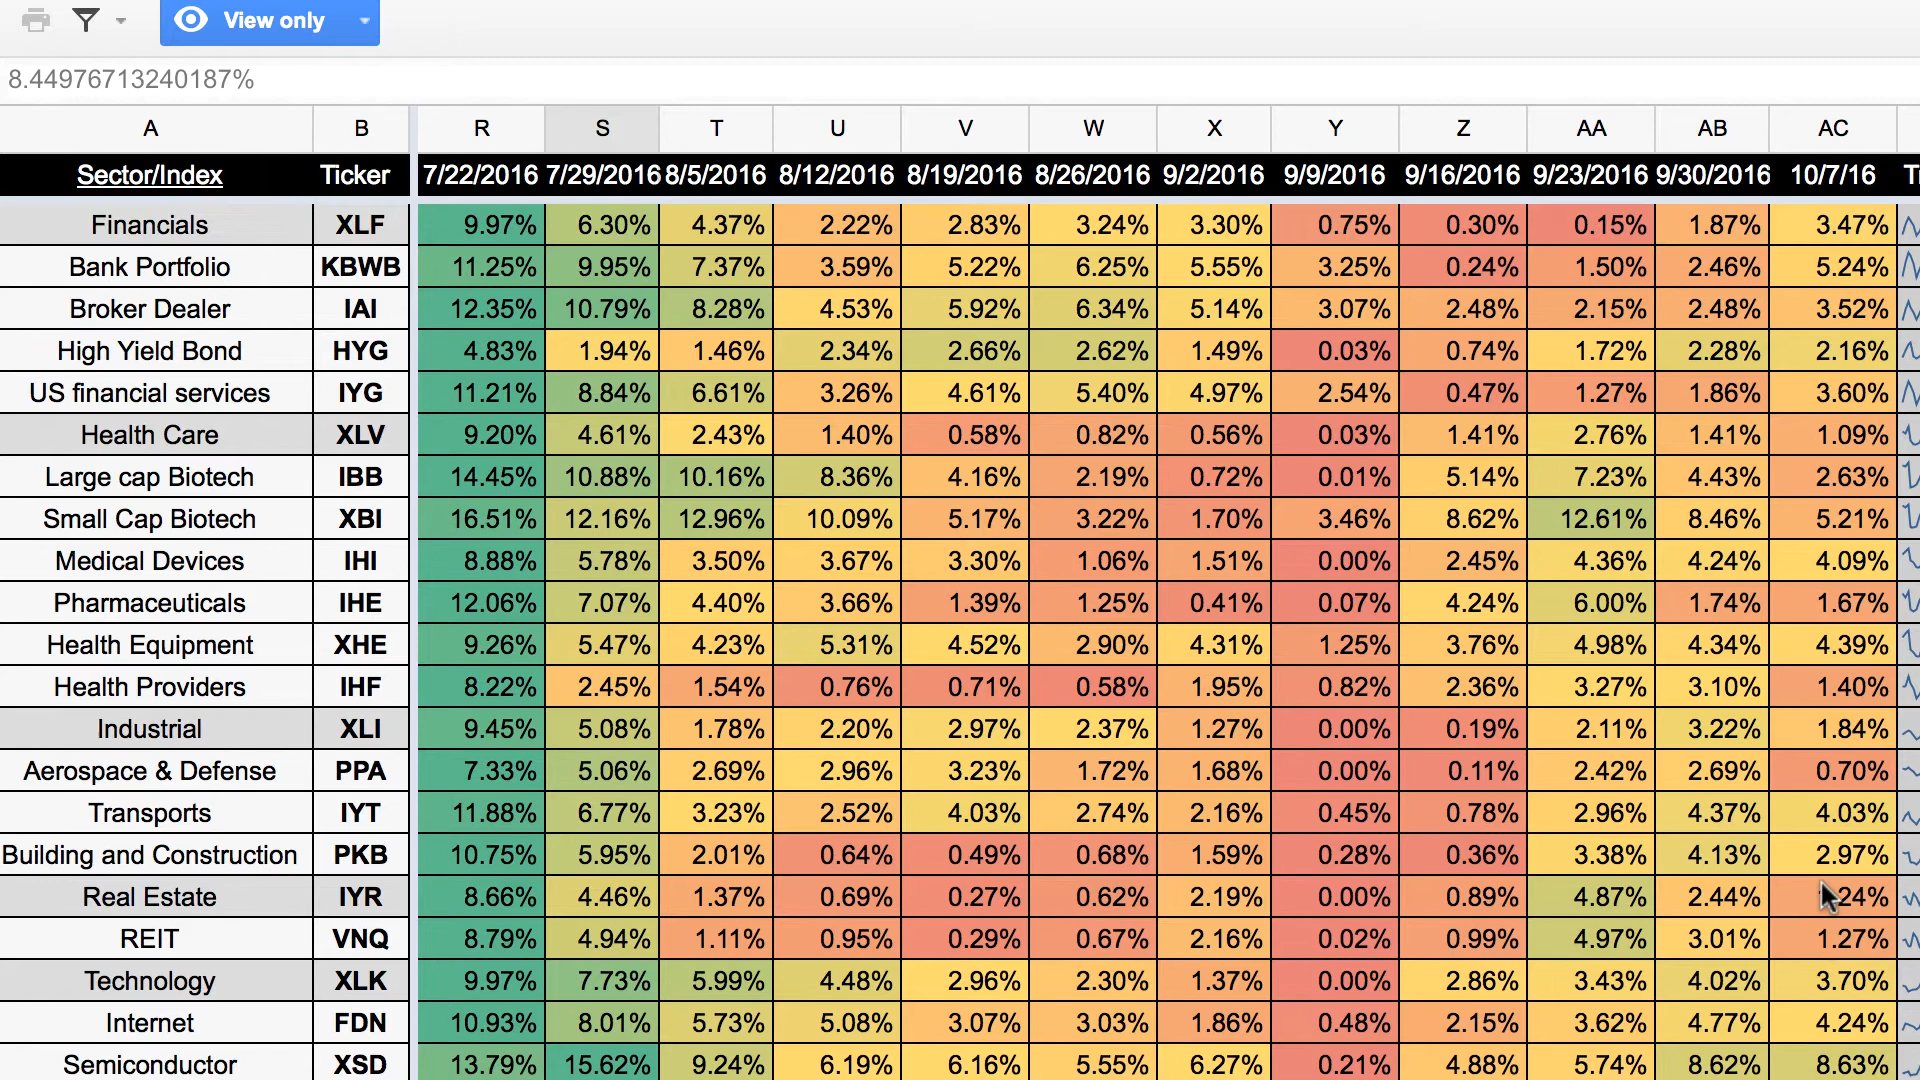 View only
8.44976713240187%
A B R S T U V W X Y Z AA AB AC
Sector/Index Ticker 7/22/2016 7/29/2016 8/5/2016 8/12/2016 8/19/2016 8/26/2016 9/2/2016 9/9/2016 9/16/2016 9/23/2016 9/30/2016 10/7/16
Financials XLF 9.97% 6.30% 4.37% 2.22% 2.83% 3.24% 3.30% 0.75% 0.30% 0.15% 1.87% 3.47%
Bank Portfolio KBWB 11.25% 9.95% 7.37% 3.59% 5.22% 6.25% 5.55% 3.25% 0.24% 1.50% 2.46% 5.24%
Broker Dealer IAI 12.35% 10.79% 8.28% 4.53% 5.92% 6.34% 5.14% 3.07% 2.48% 2.15% 2.48% 3.52%
High Yield Bond HYG 4.83% 1.94% 1.46% 2.34% 2.66% 2.62% 1.49% 0.03% 0.74% 1.72% 2.28% 2.16%
US financial services IYG 11.21% 8.84% 6.61% 3.26% 4.61% 5.40% 4.97% 2.54% 0.47% 1.27% 1.86% 3.60%
Health Care XLV 9.20% 4.61% 2.43% 1.40% 0.58% 0.82% 0.56% 0.03% 1.41% 2.76% 1.41% 1.09%
Large cap Biotech IBB 14.45% 10.88% 10.16% 8.36% 4.16% 2.19% 0.72% 0.01% 5.14% 7.23% 4.43% 2.63%
Small Cap Biotech XBI 16.51% 12.16% 12.96% 10.09% 5.17% 3.22% 1.70% 3.46% 8.62% 12.61% 8.46% 5.21%
Medical Devices IHI 8.88% 5.78% 3.50% 3.67% 3.30% 1.06% 1.51% 0.00% 2.45% 4.36% 4.24% 4.09%
Pharmaceuticals IHE 12.06% 7.07% 4.40% 3.66% 1.39% 1.25% 0.41% 0.07% 4.24% 6.00% 1.74% 1.67%
Health Equipment XHE 9.26% 5.47% 4.23% 5.31% 4.52% 2.90% 4.31% 1.25% 3.76% 4.98% 4.34% 4.39%
Health Providers IHF 8.22% 2.45% 1.54% 0.76% 0.71% 0.58% 1.95% 0.82% 2.36% 3.27% 3.10% 1.40%
Industrial XLI 9.45% 5.08% 1.78% 2.20% 2.97% 2.37% 1.27% 0.00% 0.19% 2.11% 3.22% 1.84%
Aerospace & Defense PPA 7.33% 5.06% 2.69% 2.96% 3.23% 1.72% 1.68% 0.00% 0.11% 2.42% 2.69% 0.70%
Transports IYT 11.88% 6.77% 3.23% 2.52% 4.03% 2.74% 2.16% 0.45% 0.78% 2.96% 4.37% 4.03%
Building and Construction PKB 10.75% 5.95% 2.01% 0.64% 0.49% 0.68% 1.59% 0.28% 0.36% 3.38% 4.13% 2.97%
Real Estate IYR 8.66% 4.46% 1.37% 0.69% 0.27% 0.62% 2.19% 0.00% 0.89% 4.87% 2.44%
REIT VNQ 8.79% 4.94% 1.11% 0.95% 0.29% 0.67% 2.16% 0.02% 0.99% 4.97% 3.01% 1.27%
Technology XLK 9.97% 7.73% 5.99% 4.48% 2.96% 2.30% 1.37% 0.00% 2.86% 3.43% 4.02% 3.70%
Internet FDN 10.93% 8.01% 5.73% 5.08% 3.07% 3.03% 1.86% 0.48% 2.15% 3.62% 4.77% 4.24%
Semiconductor XSD 13.79% 15.62% 9.24% 6.19% 6.16% 5.55% 6.27% 0.21% 4.88% 5.74% 8.62% 8.63%